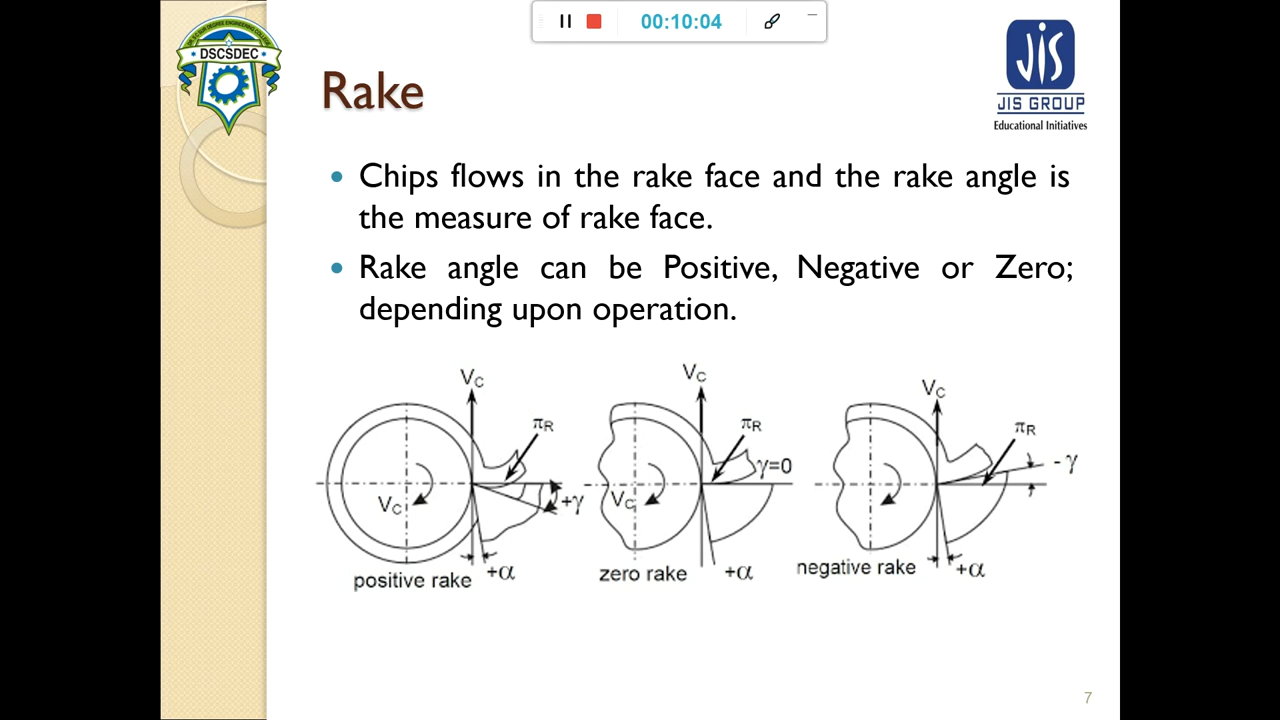 00:10:04
DSCSDEC
JIS
JIS GROUP
Educational Initiatives
Rake
• Chips flows in the rake face and the rake angle is
the measure of rake face.
• Rake angle can be Positive, Negative or Zero;
depending upon operation.
VC VC VC
πR πR πR
γ=0 - γ
VC VC +γ
+α +α +α
positive rake zero rake negative rake
7